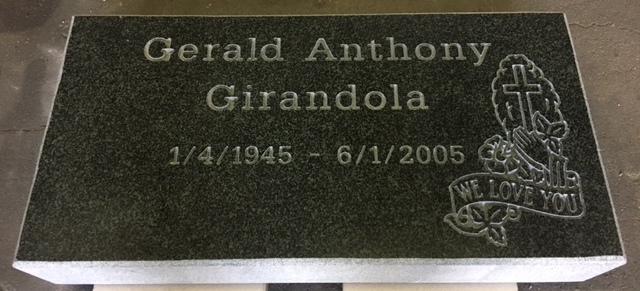 Gerald Anthony
Girandola
1/4/1945 - 6/1/2005
WE LOVE YOU